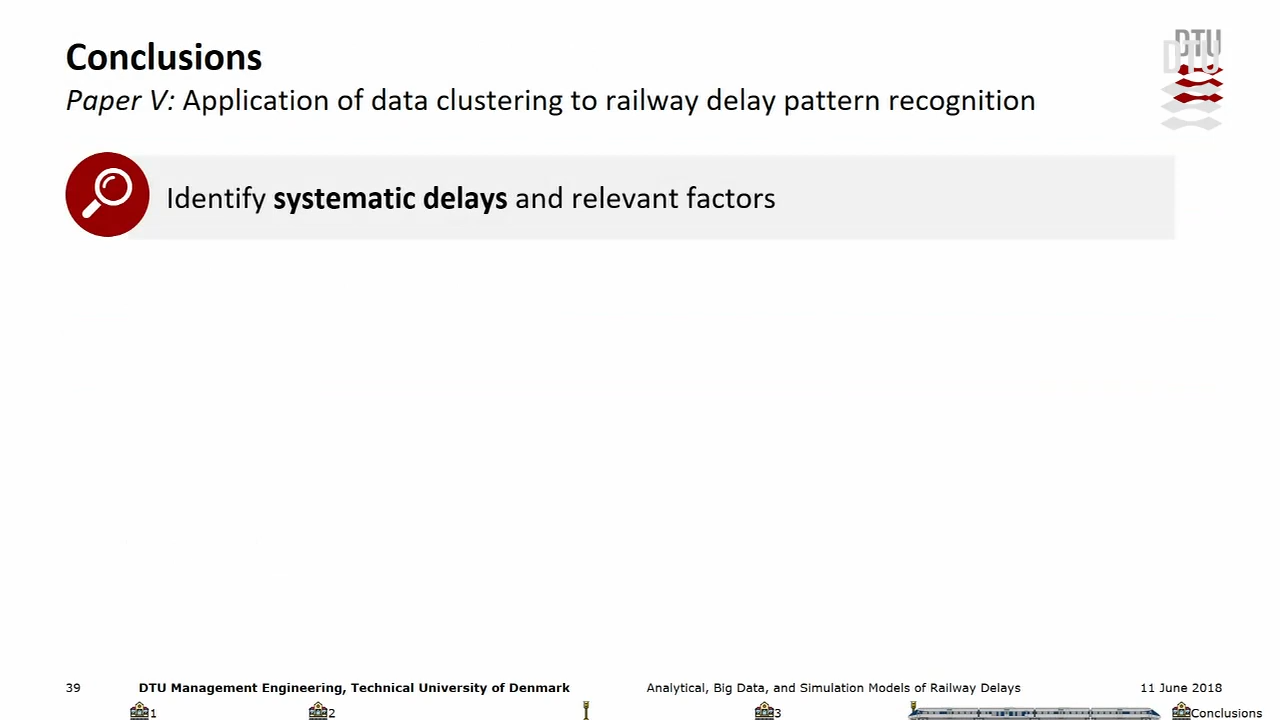 Conclusions
Paper V: Application of data clustering to railway delay pattern recognition
DTU
DTU
Identify systematic delays and relevant factors
39 DTU Management Engineering, Technical University of Denmark Analytical, Big Data, and Simulation Models of Railway Delays 11 June 2018
1 2 3 Conclusions